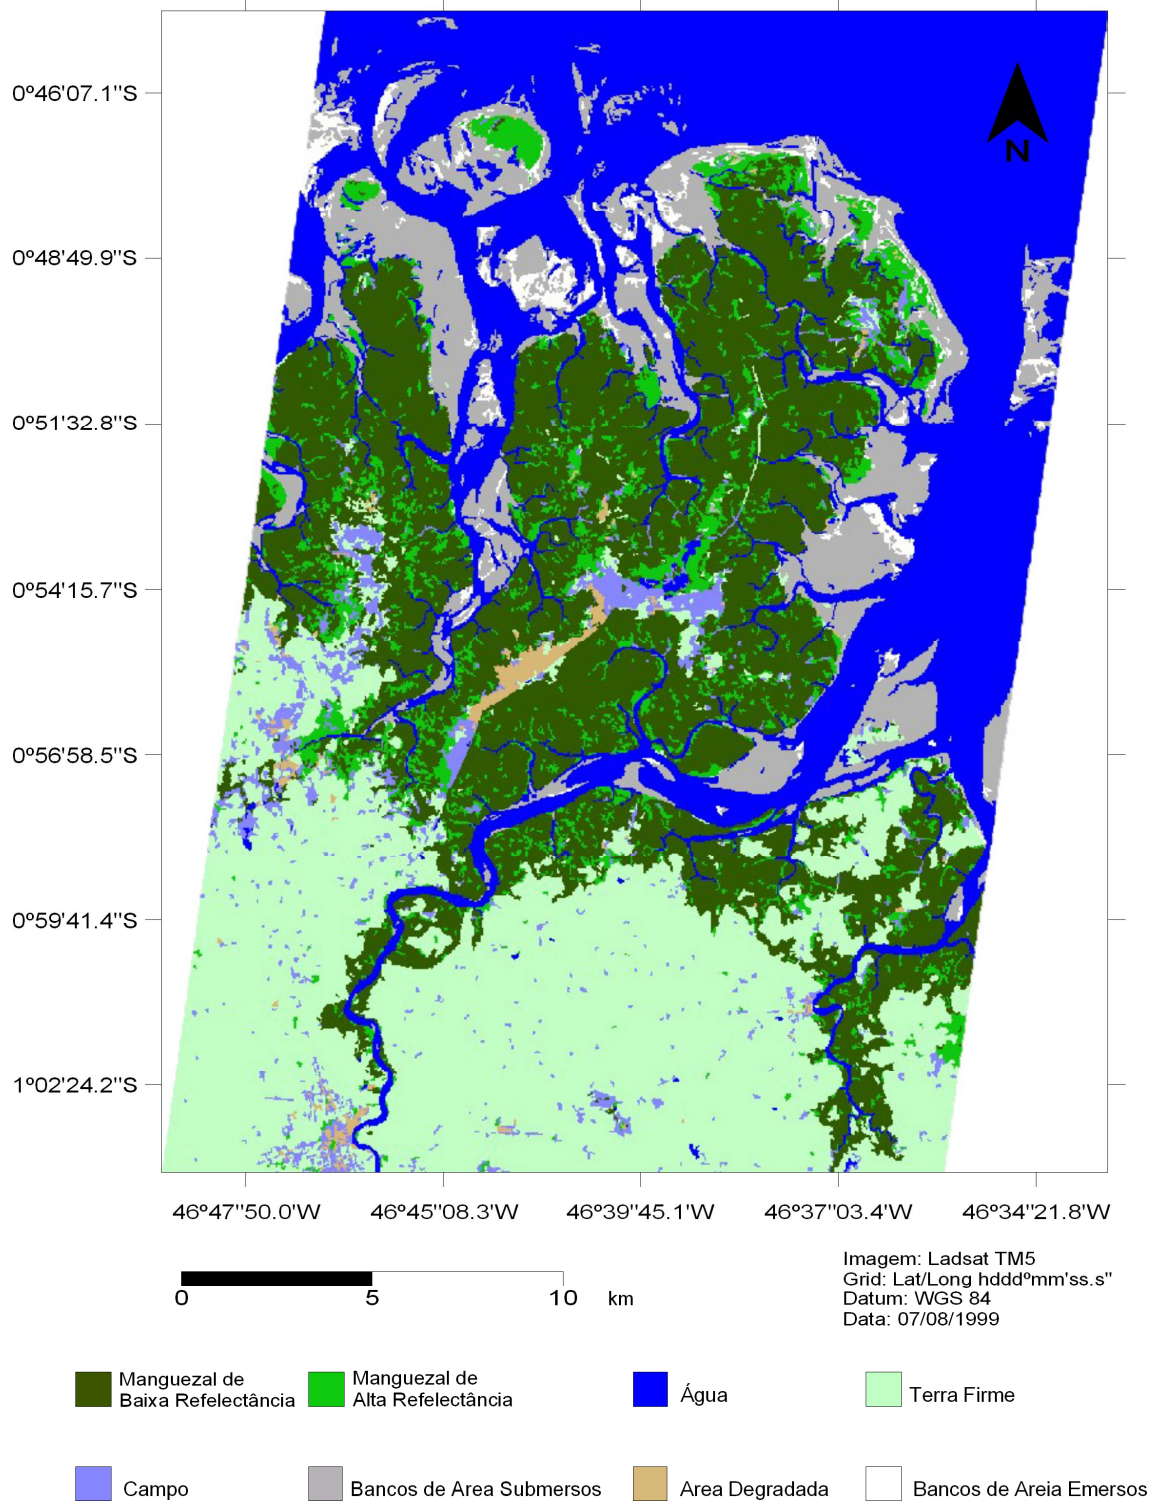 0º46'07.1''S
N
0º48'49.9''S
0º51'32.8''S
0º54'15.7''S
0º56'58.5''S
0º59'41.4''S
1º02'24.2''S
46º47''50.0'W 46º45''08.3'W 46º39'45.1''W 46º37''03.4'W 46º34''21.8'W
0 5 10 km
Imagem: Ladsat TM5
Grid: Lat/Long hdddºmm'ss.s''
Datum: WGS 84
Data: 07/08/1999
Manguezal de
Baixa Refelectância
Manguezal de
Alta Refelectância
Água
Terra Firme
Campo
Bancos de Area Submersos
Area Degradada
Bancos de Areia Emersos